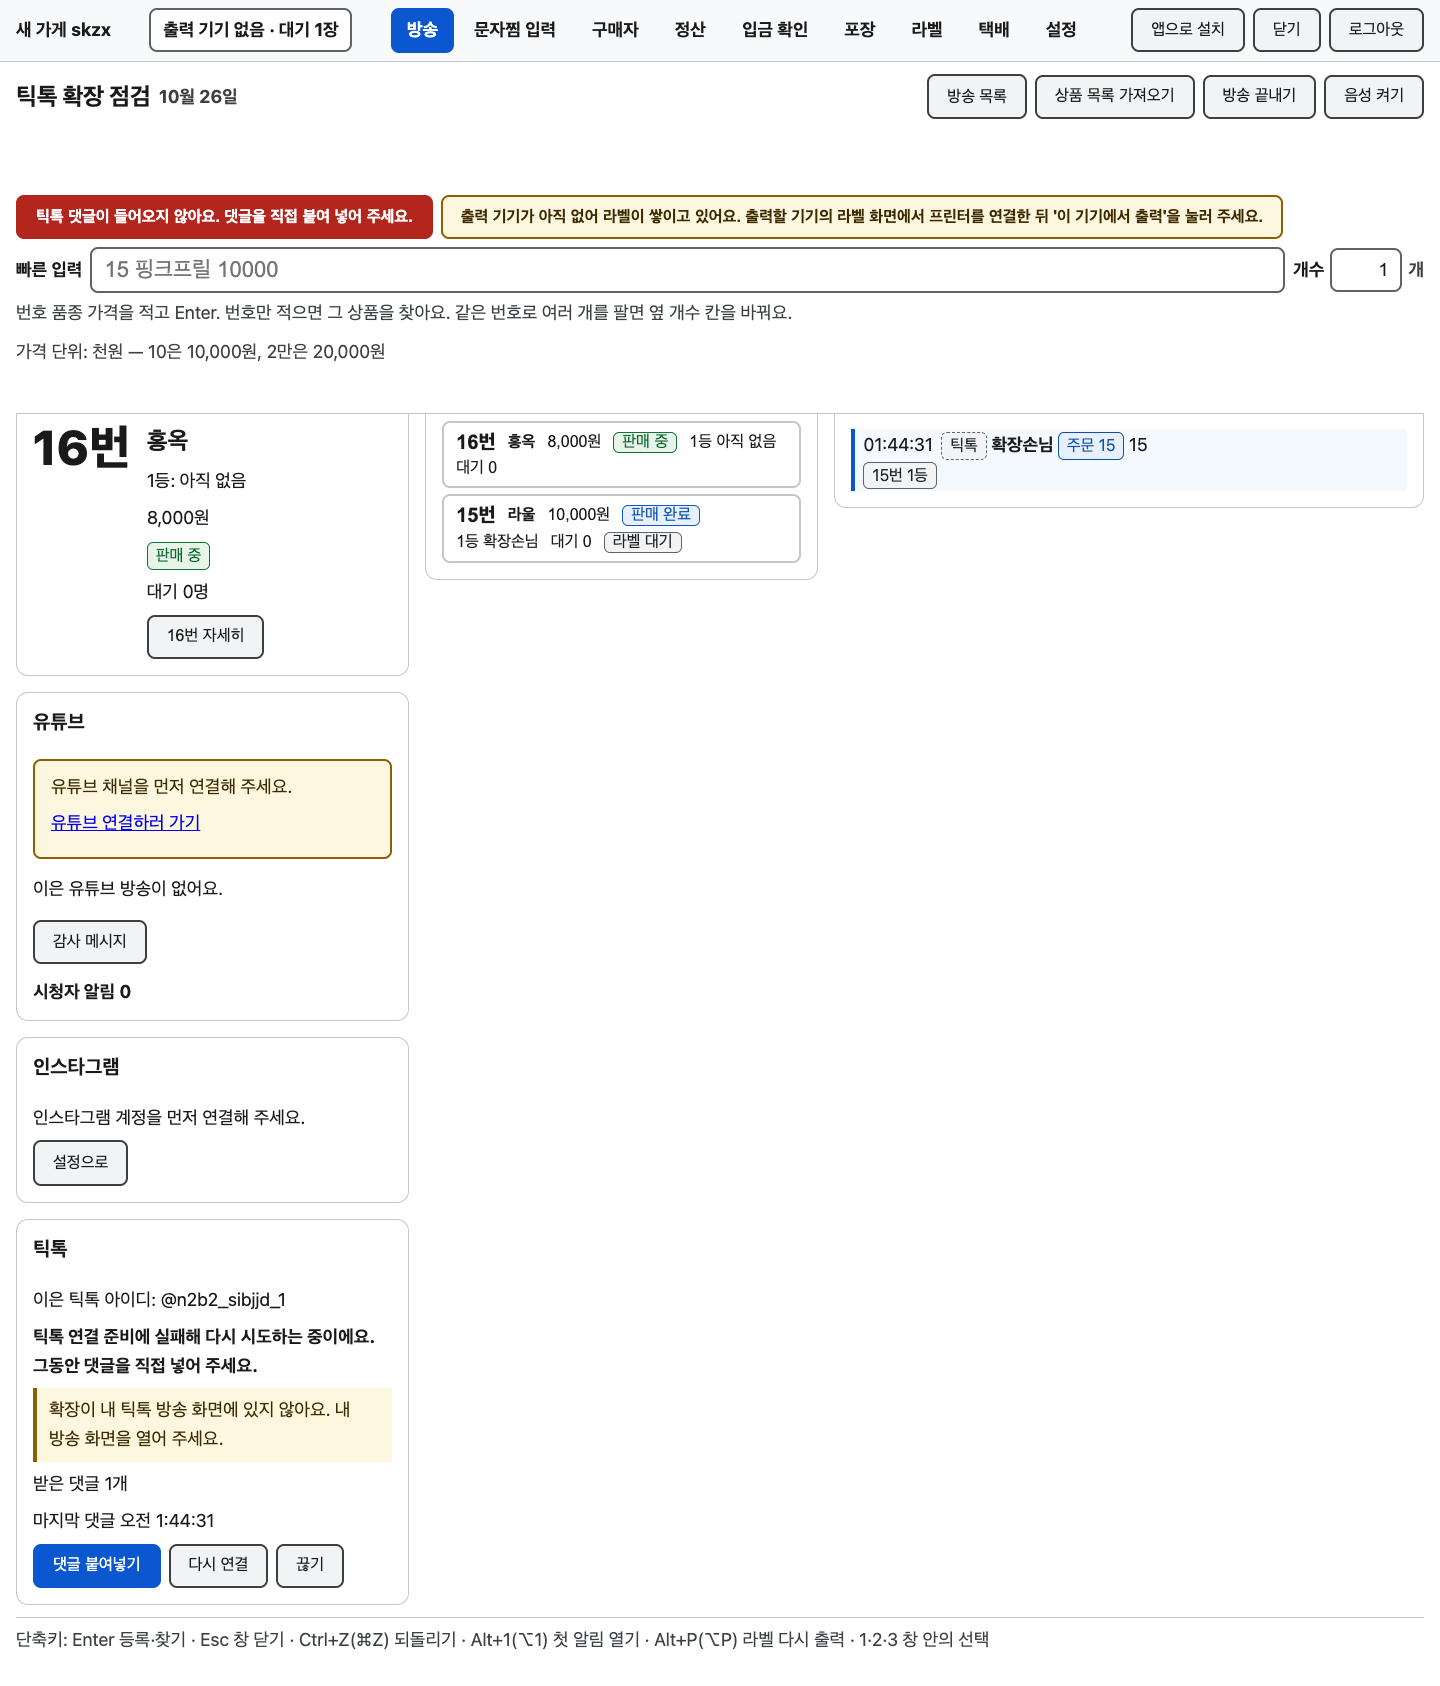 새 가게 skzx
출력 기기 없음 · 대기 1장
방송
문자찜 입력
구매자
정산
입금 확인
포장
라벨
택배
설정
앱으로 설치
닫기
로그아웃
틱톡 확장 점검 10월 26일
방송 목록
상품 목록 가져오기
방송 끝내기
음성 켜기
틱톡 댓글이 들어오지 않아요. 댓글을 직접 붙여 넣어 주세요.
출력 기기가 아직 없어 라벨이 쌓이고 있어요. 출력할 기기의 라벨 화면에서 프린터를 연결한 뒤 '이 기기에서 출력'을 눌러 주세요.
빠른 입력
15 핑크프릴 10000
개수
1
개
번호 품종 가격을 적고 Enter. 번호만 적으면 그 상품을 찾아요. 같은 번호로 여러 개를 팔면 옆 개수 칸을 바꿔요.
가격 단위: 천원 — 10은 10,000원, 2만은 20,000원
16번
홍옥
1등: 아직 없음
8,000원
판매 중
대기 0명
16번 자세히
16번 홍옥 8,000원 판매 중 1등 아직 없음
대기 0
15번 라울 10,000원 판매 완료
1등 확장손님 대기 0 라벨 대기
01:44:31 틱톡 확장손님 주문 15 15
15번 1등
유튜브
유튜브 채널을 먼저 연결해 주세요.
유튜브 연결하러 가기
이은 유튜브 방송이 없어요.
감사 메시지
시청자 알림 0
인스타그램
인스타그램 계정을 먼저 연결해 주세요.
설정으로
틱톡
이은 틱톡 아이디: @n2b2_sibjjd_1
틱톡 연결 준비에 실패해 다시 시도하는 중이에요.
그동안 댓글을 직접 넣어 주세요.
확장이 내 틱톡 방송 화면에 있지 않아요. 내
방송 화면을 열어 주세요.
받은 댓글 1개
마지막 댓글 오전 1:44:31
댓글 붙여넣기
다시 연결
끊기
단축키: Enter 등록·찾기 · Esc 창 닫기 · Ctrl+Z(⌘Z) 되돌리기 · Alt+1(⌥1) 첫 알림 열기 · Alt+P(⌥P) 라벨 다시 출력 · 1·2·3 창 안의 선택